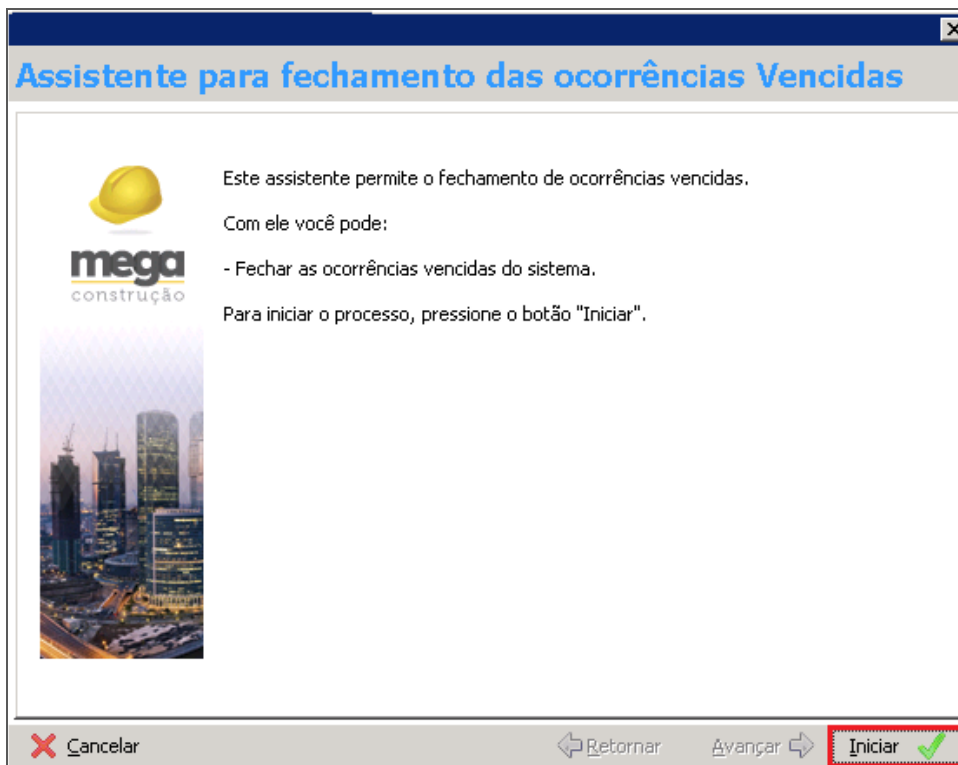 Assistente para fechamento das ocorrências Vencidas
Este assistente permite o fechamento de ocorrências vencidas.
Com ele você pode:
mega
construção
- Fechar as ocorrências vencidas do sistema.
Para iniciar o processo, pressione o botão "Iniciar".
Cancelar
Retornar
Avançar
Iniciar